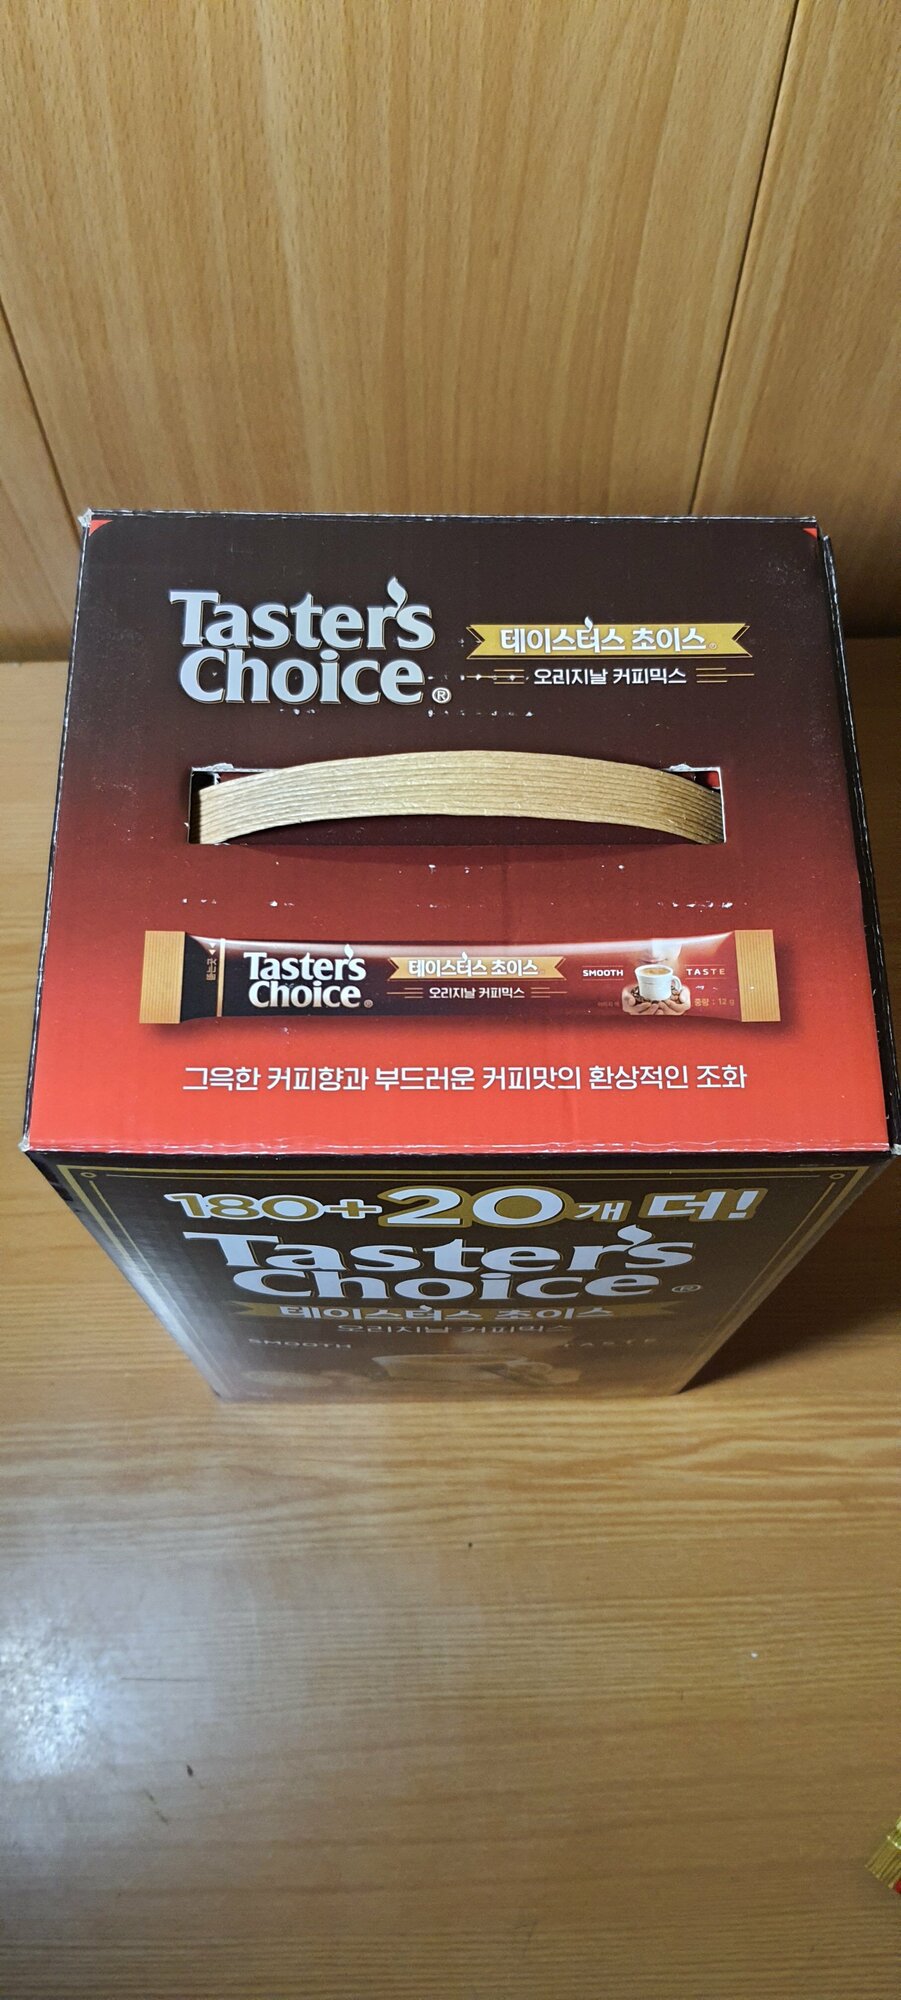 Taster's
Choice®
테이스터스 초이스®
오리지날 커피믹스
뜯는곳
Taster's
Choice®
테이스터스 초이스
오리지날 커피믹스
SMOOTH TASTE
중량 : 12 g
그윽한 커피향과 부드러운 커피맛의 환상적인 조화
180+20개 더!
Taster's
Choice®
테이스터스 초이스
오리지날 커피믹스
SMOOTH TASTE